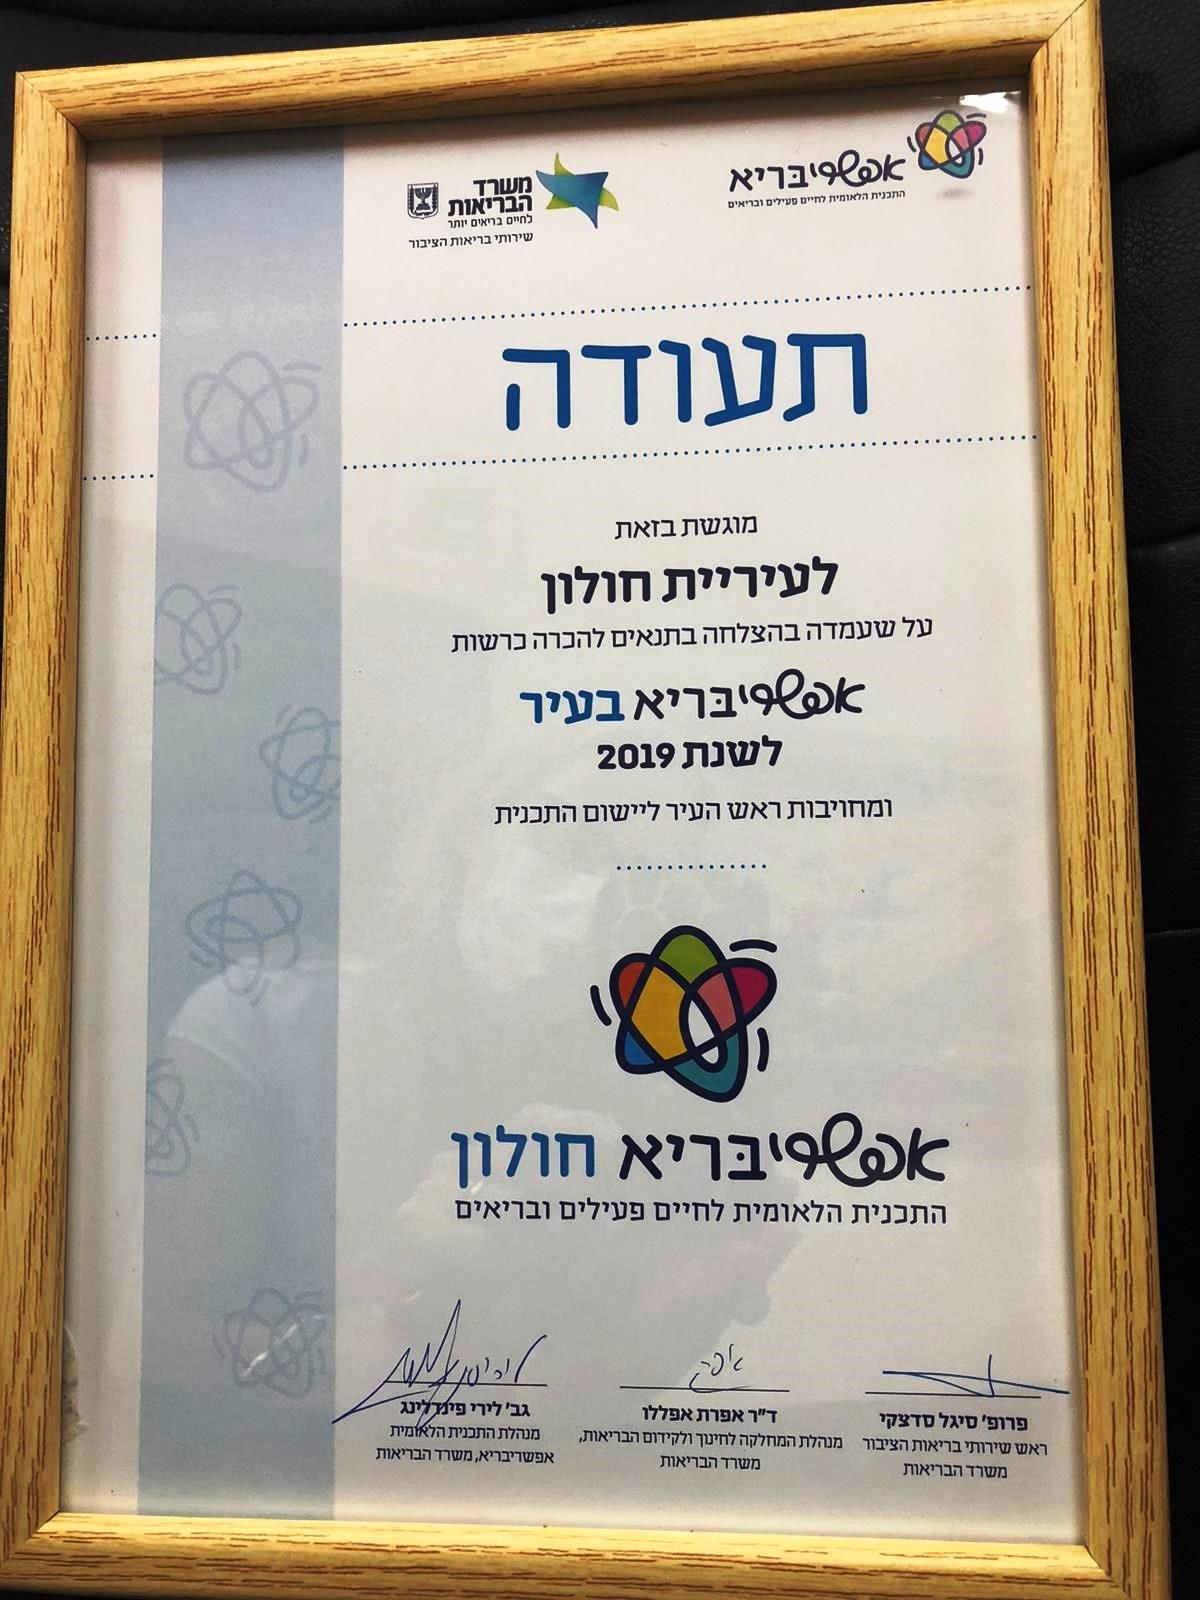 אפשריבריא
התכנית הלאומית לחיים פעילים ובריאים
משרד
הבריאות
לחיים בריאים יותר
שירותי בריאות הציבור
תעודה
מוגשת בזאת
לעיריית חולון
על שעמדה בהצלחה בתנאים להכרה כרשות
אפשריבריא בעיר
לשנת 2019
ומחויבות ראש העיר ליישום התכנית
אפשריבריא חולון
התכנית הלאומית לחיים פעילים ובריאים
פרופ' סיגל סדצקי
ראש שירותי בריאות הציבור
משרד הבריאות
ד"ר אפרת אפללו
מנהלת המחלקה לחינוך ולקידום הבריאות,
משרד הבריאות
גב' לירי פינדלינג
מנהלת התכנית הלאומית
אפשריבריא, משרד הבריאות